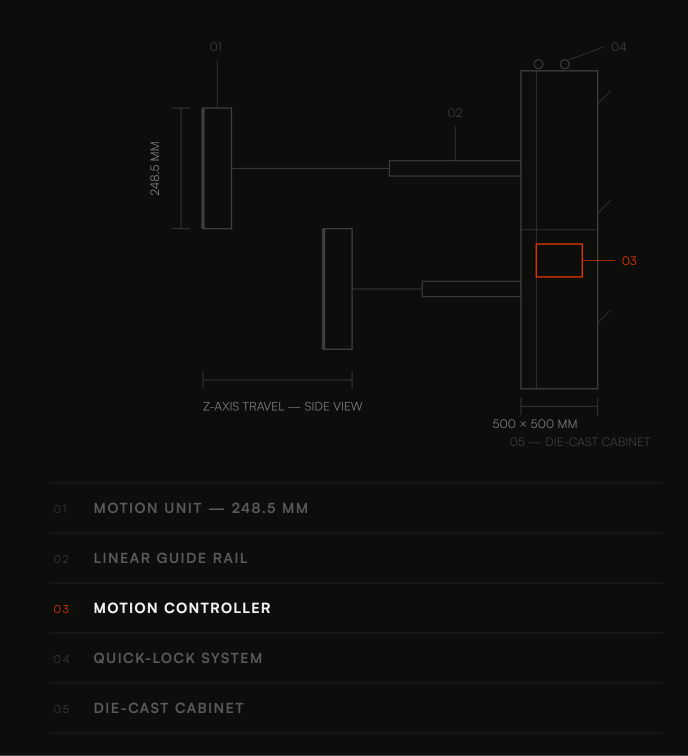 01
04
02
248.5 MM
03
Z-AXIS TRAVEL — SIDE VIEW
500 × 500 MM
05 — DIE-CAST CABINET
01 MOTION UNIT — 248.5 MM
02 LINEAR GUIDE RAIL
03 MOTION CONTROLLER
04 QUICK-LOCK SYSTEM
05 DIE-CAST CABINET